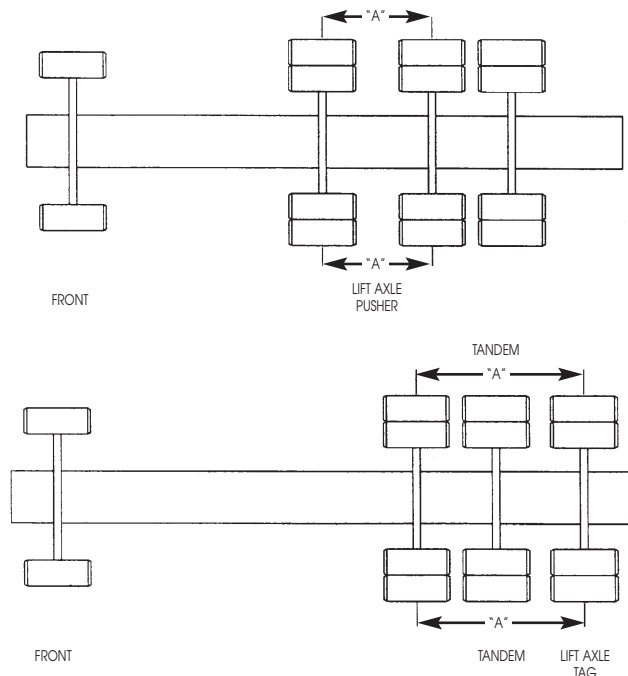 "A"
"A"
FRONT
LIFT AXLE
PUSHER
TANDEM
"A"
"A"
FRONT
TANDEM
LIFT AXLE
TAG